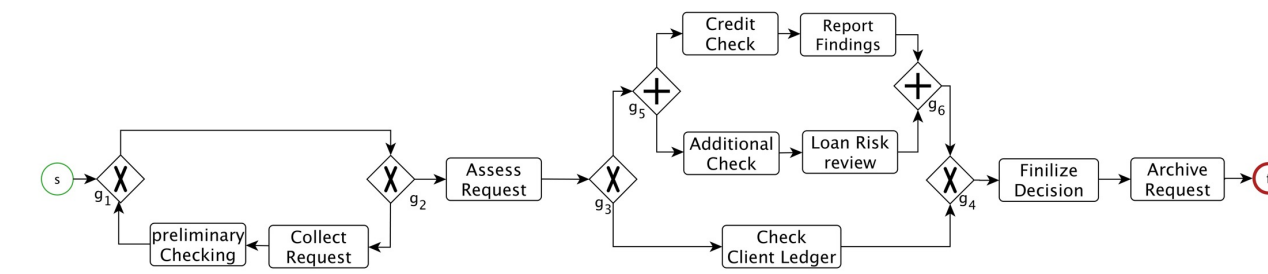 Credit
Check
Report
Findings
g5
g6
Additional
Check
Loan Risk
review
s
g1
g2
Assess
Request
g3
g4
Finilize
Decision
Archive
Request
preliminary
Checking
Collect
Request
Check
Client Ledger